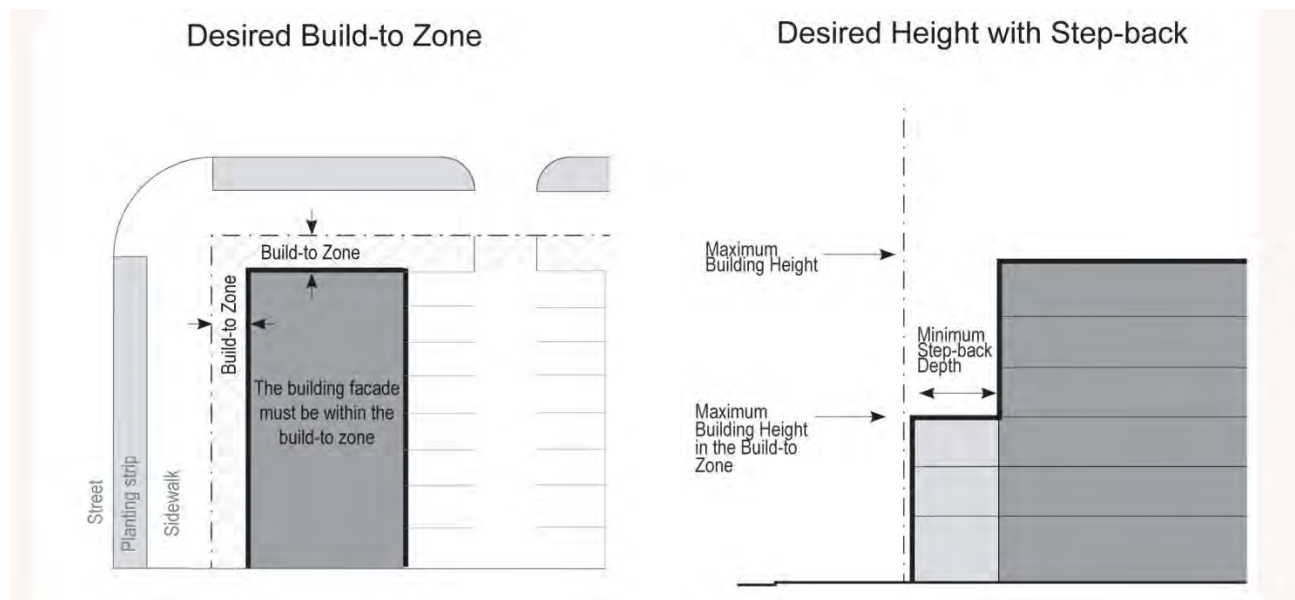 Desired Build-to Zone
Build-to Zone
Build-to Zone
The building facade
must be within the
build-to zone
Street
Planting strip
Sidewalk
Desired Height with Step-back
Maximum
Building Height
Minimum
Step-back
Depth
Maximum
Building Height
in the Build-to
Zone